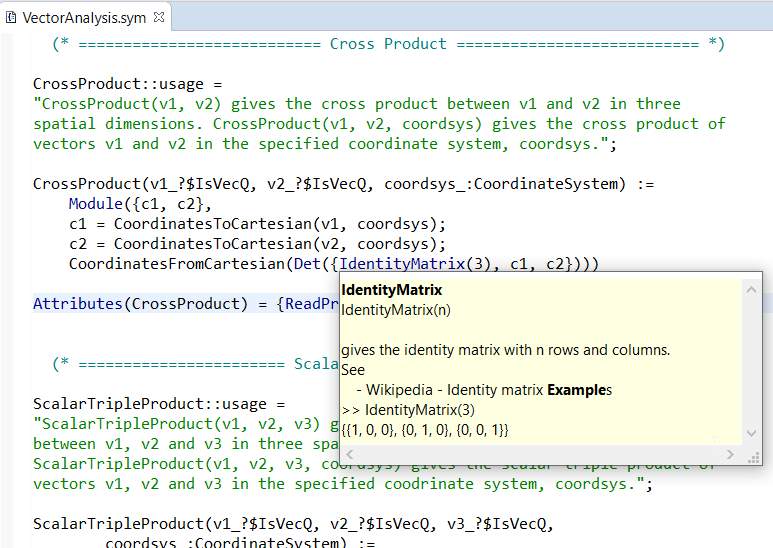 VectorAnalysis.sym
(* =========================== Cross Product =========================== *)
CrossProduct::usage =
"CrossProduct(v1, v2) gives the cross product between v1 and v2 in three
spatial dimensions. CrossProduct(v1, v2, coordsys) gives the cross product of
vectors v1 and v2 in the specified coordinate system, coordsys.";
CrossProduct(v1_?$IsVecQ, v2_?$IsVecQ, coordsys_:CoordinateSystem) :=
Module({c1, c2},
c1 = CoordinatesToCartesian(v1, coordsys);
c2 = CoordinatesToCartesian(v2, coordsys);
CoordinatesFromCartesian(Det({IdentityMatrix(3), c1, c2})))
Attributes(CrossProduct) = {ReadPr
IdentityMatrix
IdentityMatrix(n)
gives the identity matrix with n rows and columns.
See
- Wikipedia - Identity matrix Examples
>> IdentityMatrix(3)
{{1, 0, 0}, {0, 1, 0}, {0, 0, 1}}
(* ======================= Scala
ScalarTripleProduct::usage =
"ScalarTripleProduct(v1, v2, v3) g
between v1, v2 and v3 in three spa
ScalarTripleProduct(v1, v2, v3, coordsys) gives the scalar triple product of
vectors v1, v2 and v3 in the specified coodrinate system, coordsys.";
ScalarTripleProduct(v1_?$IsVecQ, v2_?$IsVecQ, v3_?$IsVecQ,
coordsys_:CoordinateSystem) :=